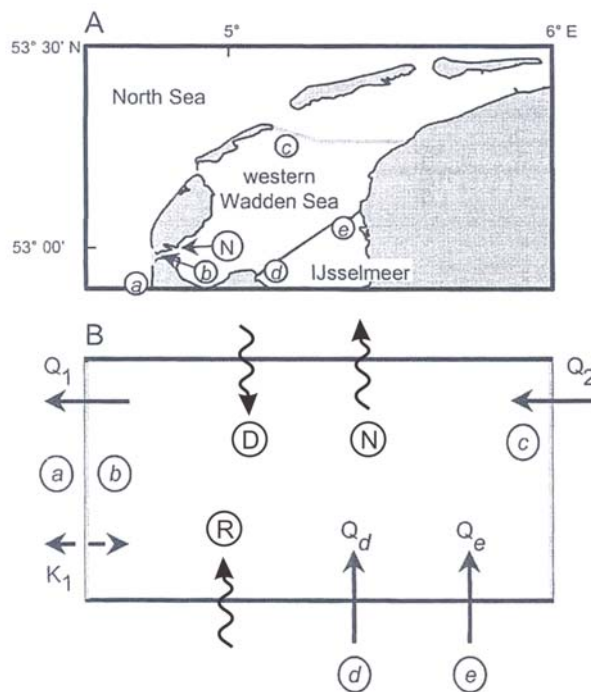 A
53° 30' N
5°
6° E
North Sea
c
western
Wadden Sea
e
53° 00'
N
b
d
IJsselmeer
a
B
Q1
Q2
D
N
c
a
b
R
Qd
Qe
K1
d
e